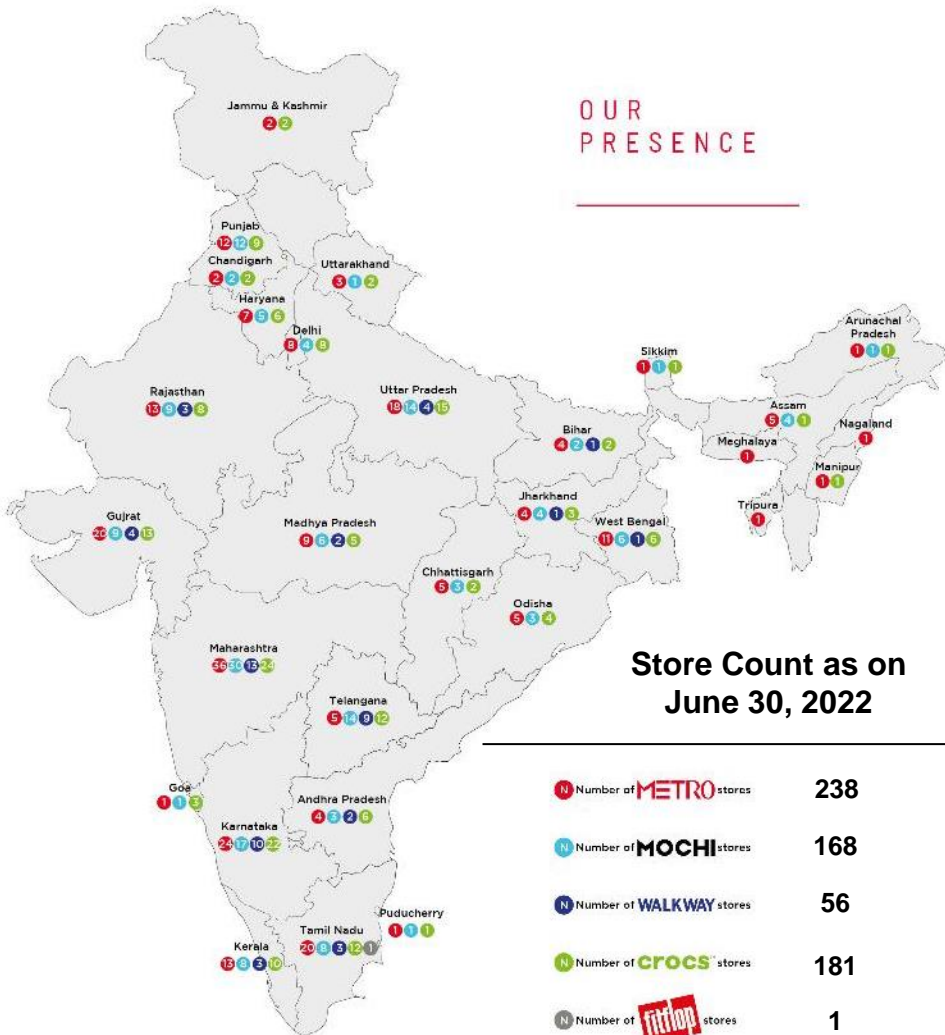 OUR
PRESENCE
Jammu & Kashmir
2 2
Punjab
12 12 9
Chandigarh
2 2 2
Uttarakhand
3 1 2
Haryana
7 5 6
Delhi
8 4 8
Arunachal
Pradesh
1 1 1
Sikkim
1 1 1
Rajasthan
13 9 3 8
Uttar Pradesh
18 14 4 15
Assam
5 4 1
Nagaland
1
Bihar
4 2 1 2
Meghalaya
1
Manipur
1 1
Jharkhand
4 4 1 3
Tripura
1
Gujrat
20 9 4 13
Madhya Pradesh
9 6 2 5
West Bengal
11 6 1 6
Chhattisgarh
5 3 2
Odisha
5 3 4
Maharashtra
36 30 13 24
Store Count as on
June 30, 2022
Telangana
5 14 9 12
Goa
1 1 3
Andhra Pradesh
4 3 2 6
Karnataka
24 17 10 22
Puducherry
1 1 1
Tamil Nadu
20 8 3 12 1
Kerala
13 8 3 10
N Number of METRO stores 238
N Number of MOCHI stores 168
N Number of WALKWAY stores 56
N Number of crocs™ stores 181
N Number of fitflop stores 1